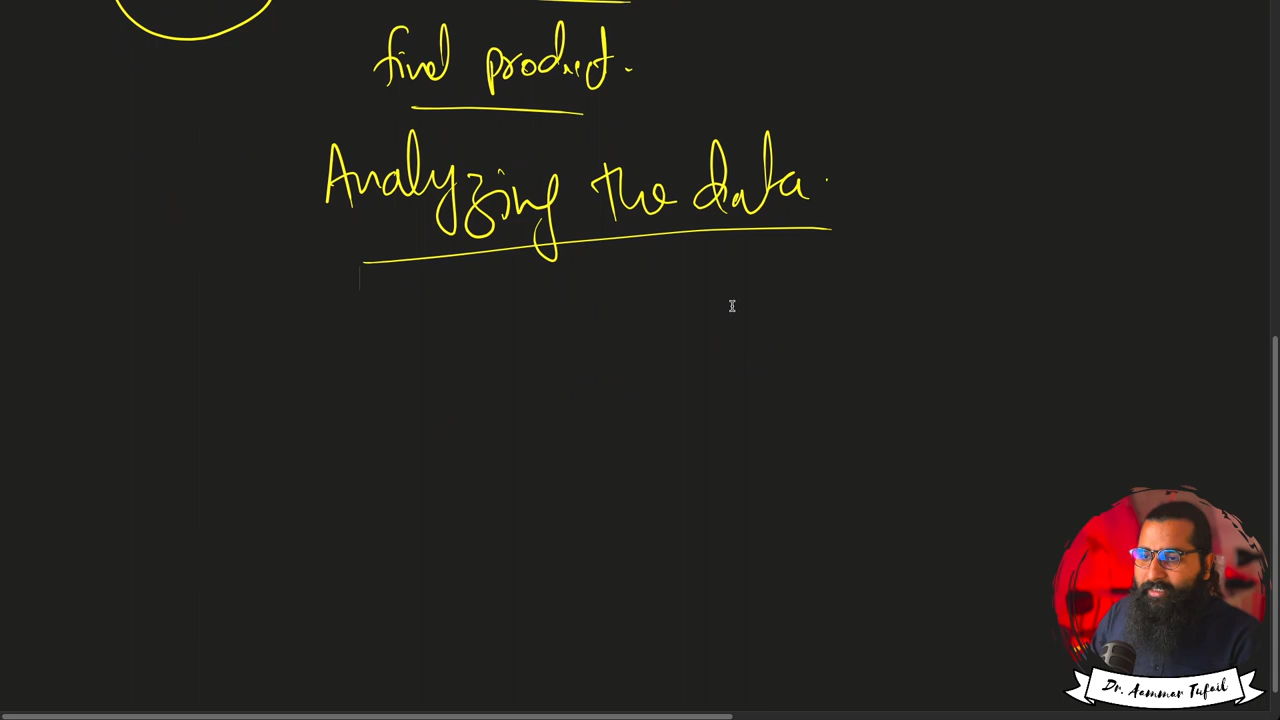 final product.
Analyzing the data.
Dr. Aammar Tufail